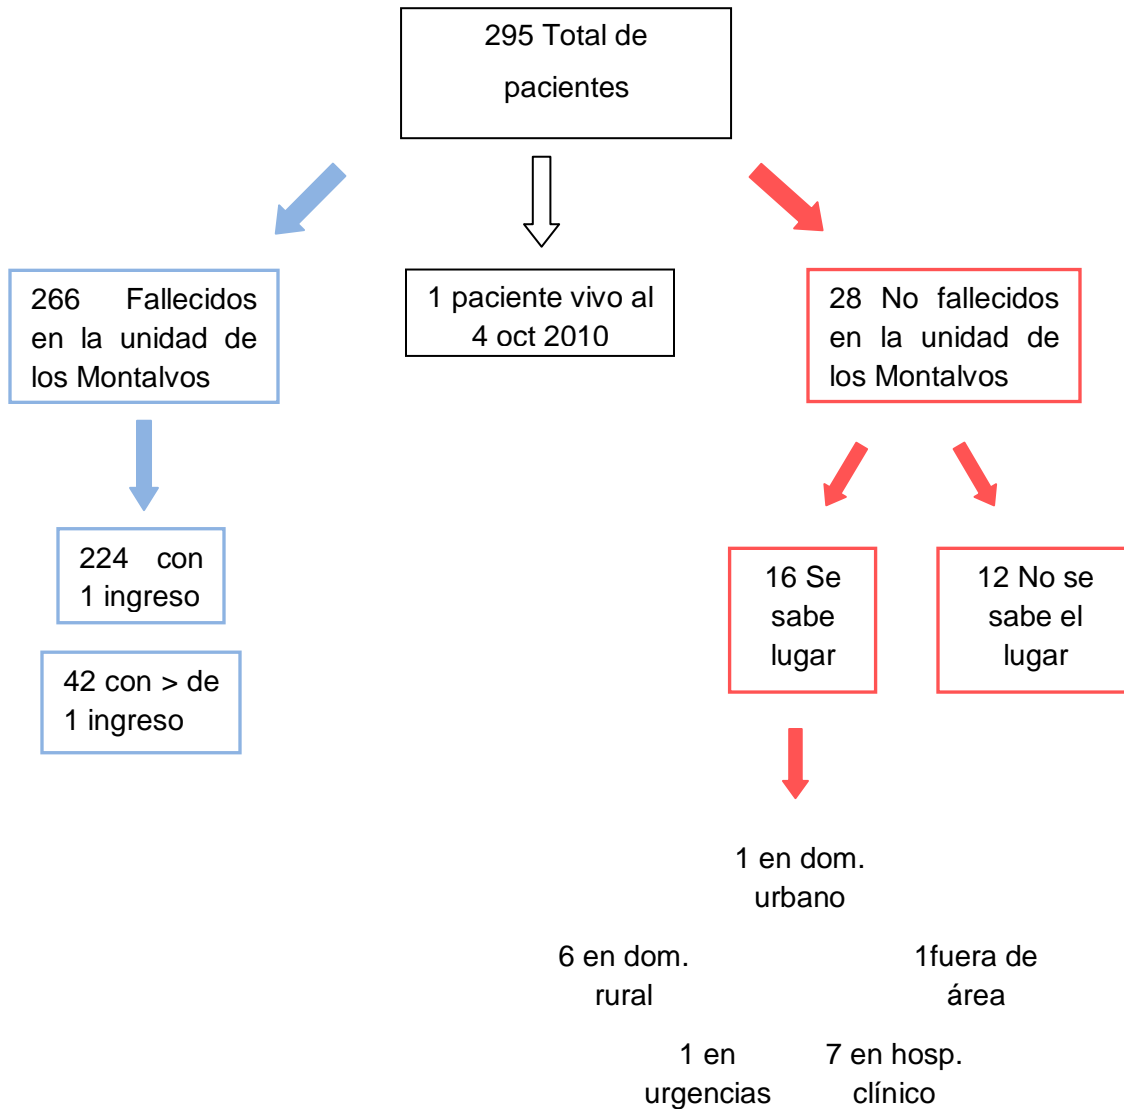 295 Total de
pacientes
266 Fallecidos
en la unidad de
los Montalvos
1 paciente vivo al
4 oct 2010
28 No fallecidos
en la unidad de
los Montalvos
224 con
1 ingreso
42 con > de
1 ingreso
16 Se
sabe
lugar
12 No se
sabe el
lugar
1 en dom.
urbano
6 en dom.
rural
1fuera de
área
1 en
urgencias
7 en hosp.
clínico